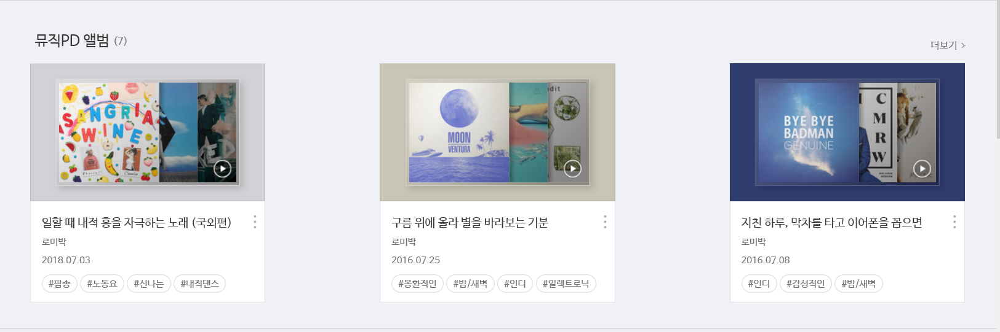 뮤직PD 앨범 (7)
더보기 >
SANGRIA
WINE
Pharrell Camila
MOON
VENTURA
BYE BYE
BADMAN
GENUINE
C
M
R
W
일할 때 내적 흥을 자극하는 노래 (국외편)
로미박
2018.07.03
#팝송 #노동요 #신나는 #내적댄스
구름 위에 올라 별을 바라보는 기분
로미박
2016.07.25
#몽환적인 #밤/새벽 #인디 #일렉트로닉
지친 하루, 막차를 타고 이어폰을 꼽으면
로미박
2016.07.08
#인디 #감성적인 #밤/새벽